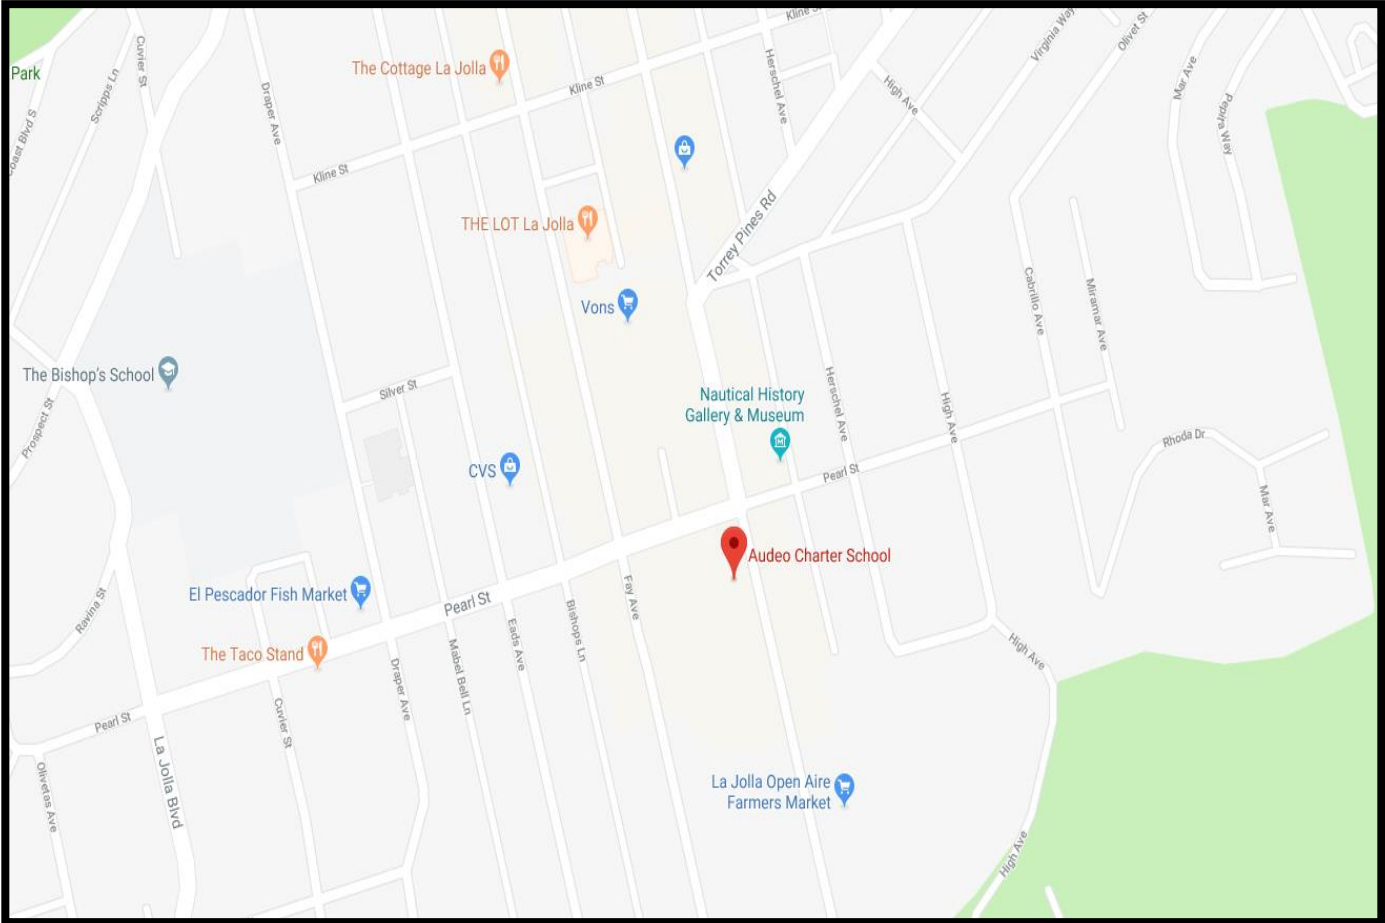 Kline St
Park
Scripps Ln
Cuvier St
Draper Ave
The Cottage La Jolla
Kline St
Herschel Ave
High Ave
Virginia Way
Olivet St
Mar Ave
Pepita Way
Coast Blvd S
Kline St
THE LOT La Jolla
Torrey Pines Rd
Vons
Cabrillo Ave
Miramar Ave
The Bishop's School
Silver St
Prospect St
Nautical History
Gallery & Museum
Herschel Ave
High Ave
Rhoda Dr
CVS
Pearl St
Mar Ave
Audeo Charter School
El Pescador Fish Market
Pearl St
Ravina St
Fay Ave
Bishops Ln
Eads Ave
The Taco Stand
Mabel Bell Ln
Draper Ave
High Ave
Pearl St
Cuvier St
La Jolla Blvd
Olivetas Ave
La Jolla Open Aire
Farmers Market
High Ave